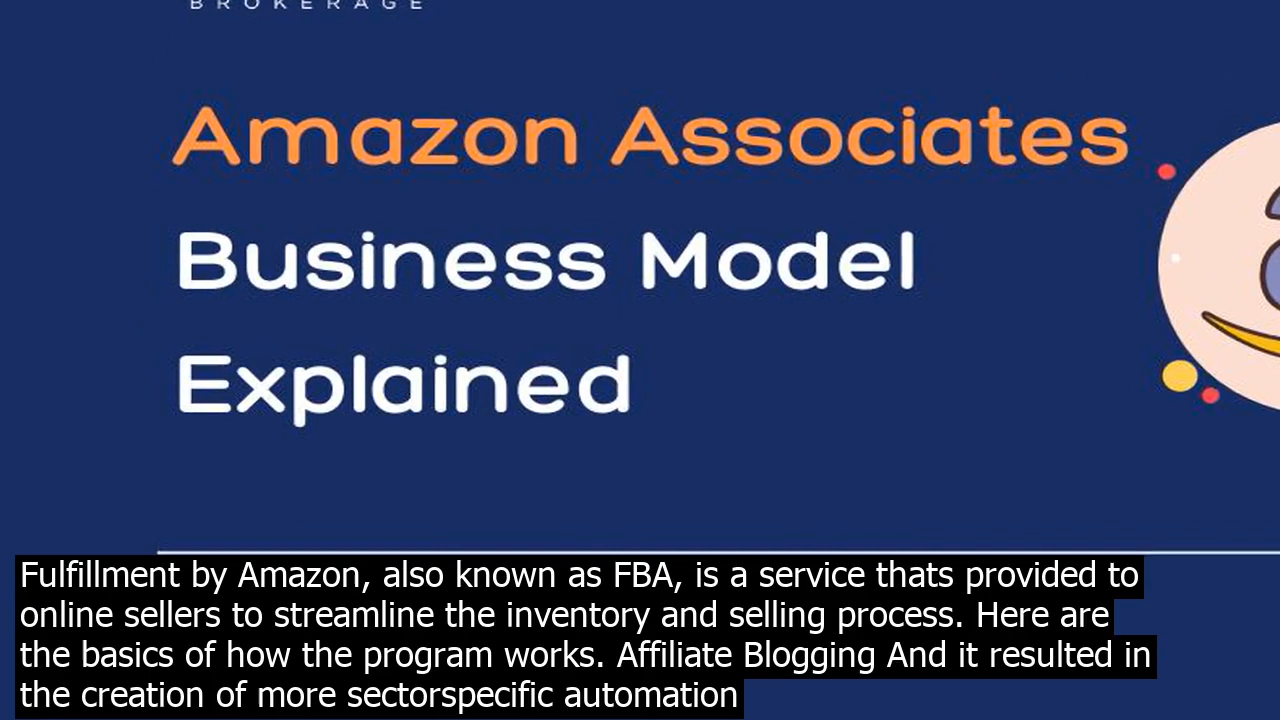 BROKERAGE
Amazon Associates
Business Model
Explained
Fulfillment by Amazon, also known as FBA, is a service thats provided to
online sellers to streamline the inventory and selling process. Here are
the basics of how the program works. Affiliate Blogging And it resulted in
the creation of more sectorspecific automation